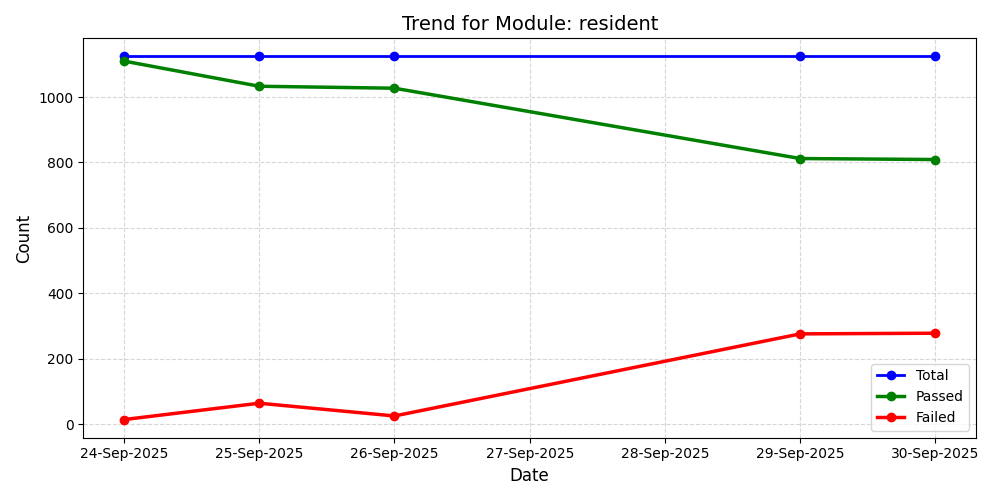 Trend for Module: resident
Count
1000
800
600
400
200
0
Total
Passed
Failed
24-Sep-2025 25-Sep-2025 26-Sep-2025 27-Sep-2025 28-Sep-2025 29-Sep-2025 30-Sep-2025
Date